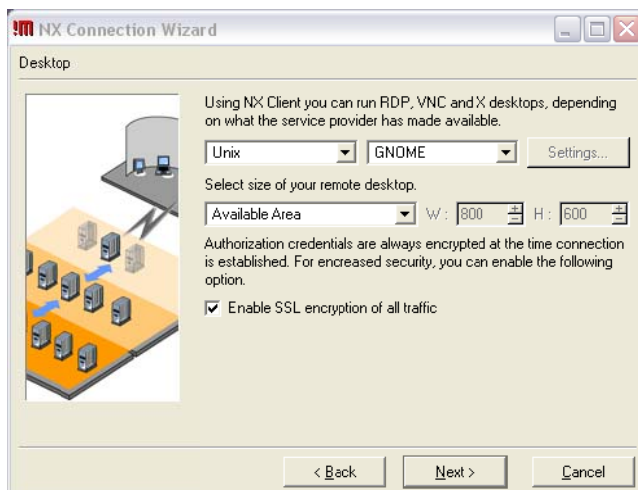 !M NX Connection Wizard
Desktop
Using NX Client you can run RDP, VNC and X desktops, depending
on what the service provider has made available.
Unix GNOME Settings...
Select size of your remote desktop.
Available Area W : 800 H : 600
Authorization credentials are always encrypted at the time connection
is established. For encreased security, you can enable the following
option.
Enable SSL encryption of all traffic
< Back Next > Cancel